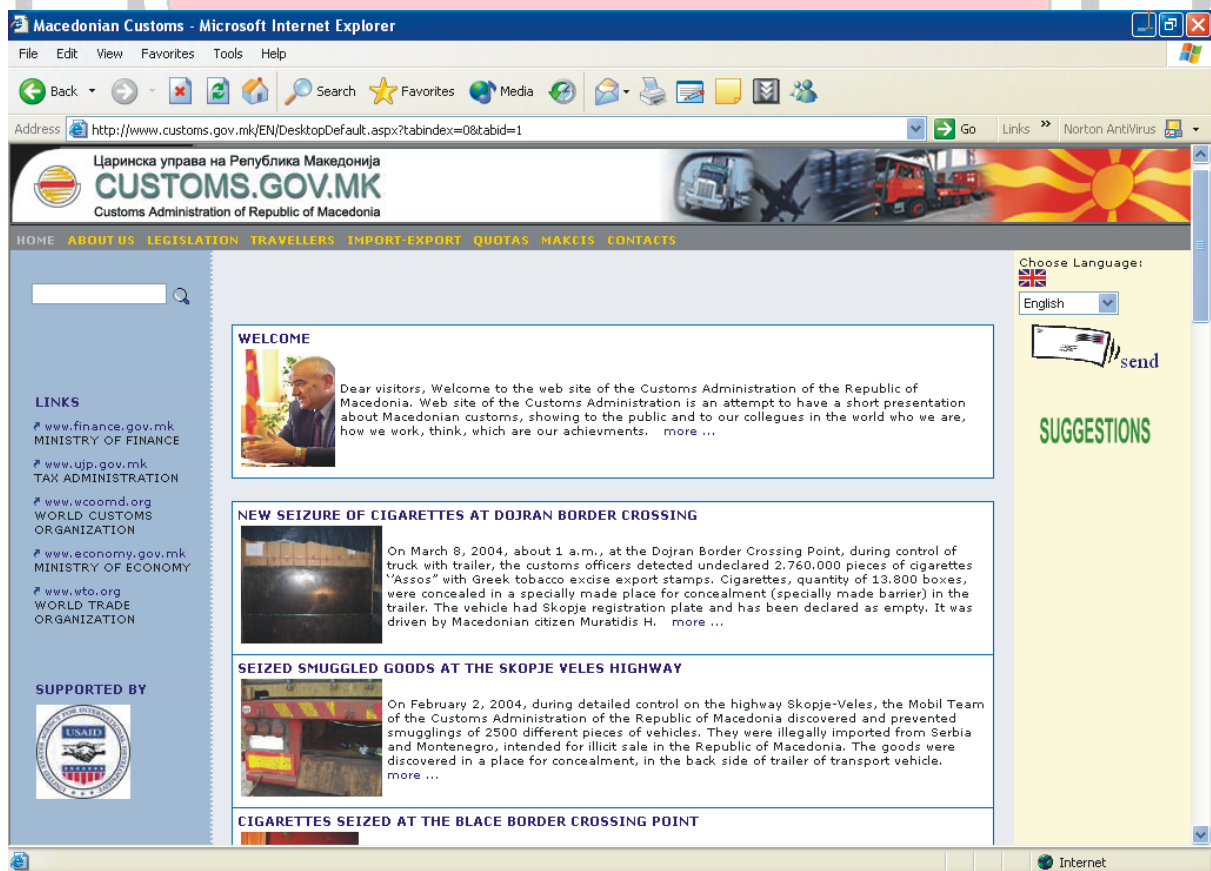 Macedonian Customs - Microsoft Internet Explorer
File Edit View Favorites Tools Help
Back Search Favorites Media
Address http://www.customs.gov.mk/EN/DesktopDefault.aspx?tabindex=0&tabid=1 Go Links » Norton AntiVirus
Царинска управа на Република Македонија
CUSTOMS.GOV.MK
Customs Administration of Republic of Macedonia
HOME ABOUT US LEGISLATION TRAVELLERS IMPORT-EXPORT QUOTAS MAKCIS CONTACTS
LINKS
www.finance.gov.mk
MINISTRY OF FINANCE
www.ujp.gov.mk
TAX ADMINISTRATION
www.wcoomd.org
WORLD CUSTOMS
ORGANIZATION
www.economy.gov.mk
MINISTRY OF ECONOMY
www.wto.org
WORLD TRADE
ORGANIZATION
SUPPORTED BY
USAID
WELCOME
Dear visitors, Welcome to the web site of the Customs Administration of the Republic of
Macedonia. Web site of the Customs Administration is an attempt to have a short presentation
about Macedonian customs, showing to the public and to our collegues in the world who we are,
how we work, think, which are our achievments. more ...
NEW SEIZURE OF CIGARETTES AT DOJRAN BORDER CROSSING
On March 8, 2004, about 1 a.m., at the Dojran Border Crossing Point, during control of
truck with trailer, the customs officers detected undeclared 2.760.000 pieces of cigarettes
‘’Assos” with Greek tobacco excise export stamps. Cigarettes, quantity of 13.800 boxes,
were concealed in a specially made place for concealment (specially made barrier) in the
trailer. The vehicle had Skopje registration plate and has been declared as empty. It was
driven by Macedonian citizen Muratidis H. more ...
SEIZED SMUGGLED GOODS AT THE SKOPJE VELES HIGHWAY
On February 2, 2004, during detailed control on the highway Skopje-Veles, the Mobil Team
of the Customs Administration of the Republic of Macedonia discovered and prevented
smugglings of 2500 different pieces of vehicles. They were illegally imported from Serbia
and Montenegro, intended for illicit sale in the Republic of Macedonia. The goods were
discovered in a place for concealment, in the back side of trailer of transport vehicle.
more ...
CIGARETTES SEIZED AT THE BLACE BORDER CROSSING POINT
Choose Language:
English
send
SUGGESTIONS
Internet